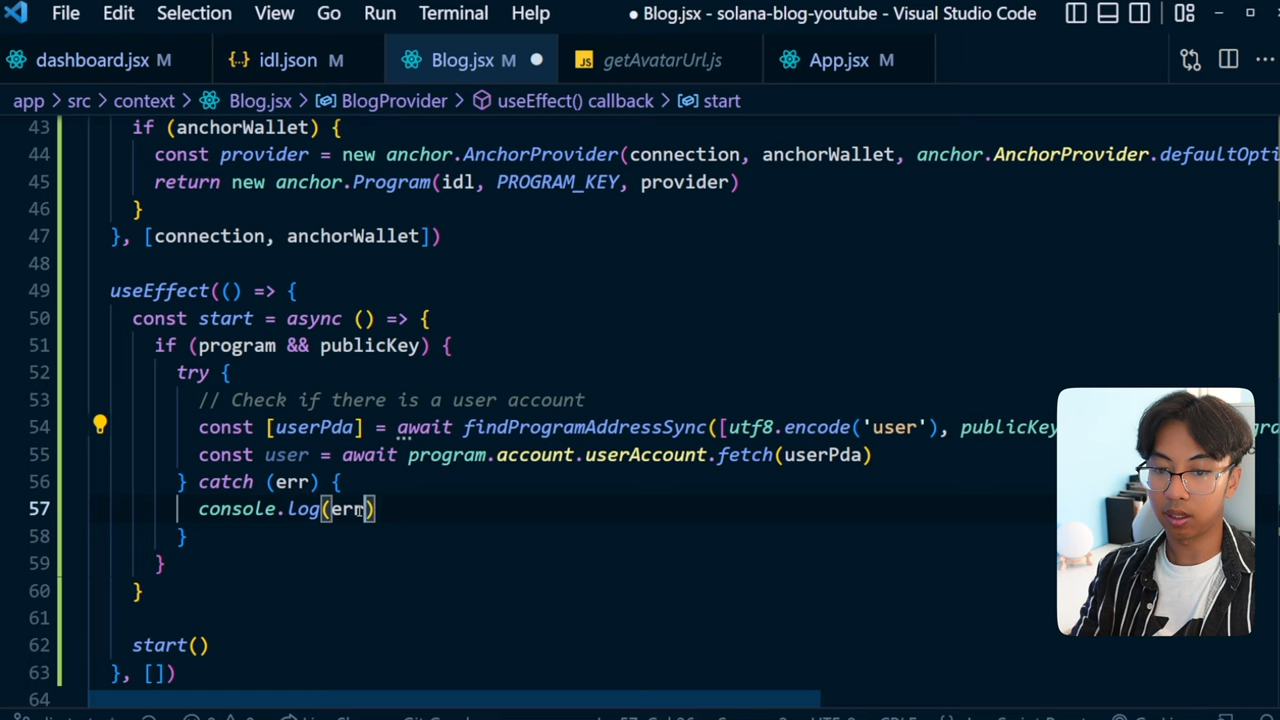 File Edit Selection View Go Run Terminal Help ● Blog.jsx - solana-blog-youtube - Visual Studio Code
dashboard.jsx M idl.json M Blog.jsx M JS getAvatarUrl.js App.jsx M
app > src > context > Blog.jsx > BlogProvider > useEffect() callback > start
43 if (anchorWallet) {
44 const provider = new anchor.AnchorProvider(connection, anchorWallet, anchor.AnchorProvider.defaultOpti
45 return new anchor.Program(idl, PROGRAM_KEY, provider)
46 }
47 }, [connection, anchorWallet])
48
49 useEffect(() => {
50 const start = async () => {
51 if (program && publicKey) {
52 try {
53 // Check if there is a user account
54 const [userPda] = await findProgramAddressSync([utf8.encode('user'), publicKey
55 const user = await program.account.userAccount.fetch(userPda)
56 } catch (err) {
57 console.log(err)
58 }
59 }
60 }
61
62 start()
63 }, [])
64